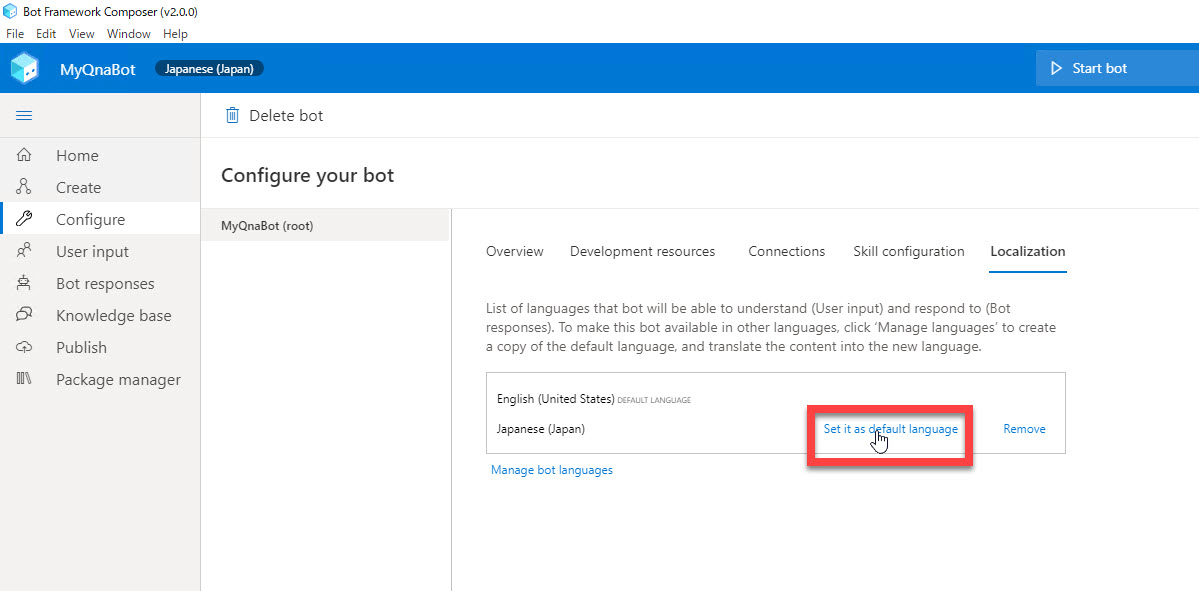 Bot Framework Composer (v2.0.0)
File Edit View Window Help
MyQnaBot Japanese (Japan) Start bot
Delete bot
Home
Create
Configure
User input
Bot responses
Knowledge base
Publish
Package manager
Configure your bot
MyQnaBot (root)
Overview Development resources Connections Skill configuration Localization
List of languages that bot will be able to understand (User input) and respond to (Bot
responses). To make this bot available in other languages, click ‘Manage languages’ to create
a copy of the default language, and translate the content into the new language.
English (United States) DEFAULT LANGUAGE
Japanese (Japan) Set it as default language Remove
Manage bot languages